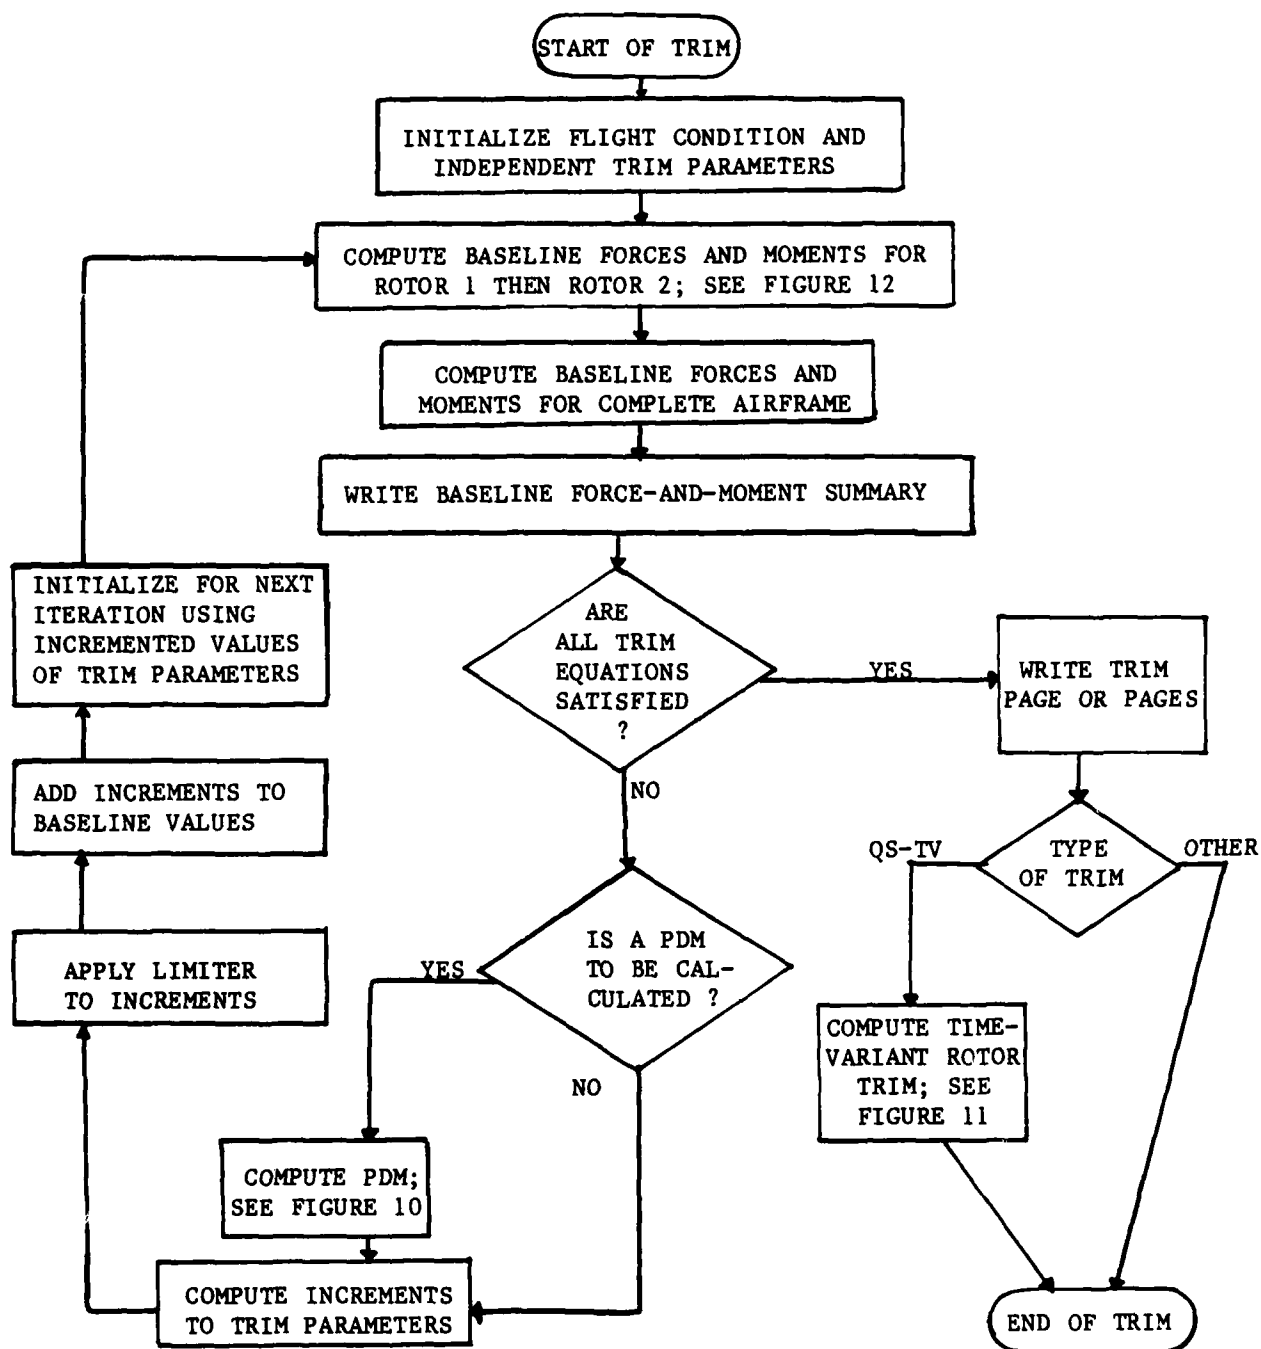 START OF TRIM
INITIALIZE FLIGHT CONDITION AND
INDEPENDENT TRIM PARAMETERS
COMPUTE BASELINE FORCES AND MOMENTS FOR
ROTOR 1 THEN ROTOR 2; SEE FIGURE 12
COMPUTE BASELINE FORCES AND
MOMENTS FOR COMPLETE AIRFRAME
WRITE BASELINE FORCE-AND-MOMENT SUMMARY
ARE
ALL TRIM
EQUATIONS
SATISFIED
?
YES
WRITE TRIM
PAGE OR PAGES
TYPE
OF TRIM
QS-TV
OTHER
COMPUTE TIME-
VARIANT ROTOR
TRIM; SEE
FIGURE 11
END OF TRIM
NO
IS A PDM
TO BE CAL-
CULATED ?
YES
NO
COMPUTE PDM;
SEE FIGURE 10
COMPUTE INCREMENTS
TO TRIM PARAMETERS
APPLY LIMITER
TO INCREMENTS
ADD INCREMENTS TO
BASELINE VALUES
INITIALIZE FOR NEXT
ITERATION USING
INCREMENTED VALUES
OF TRIM PARAMETERS